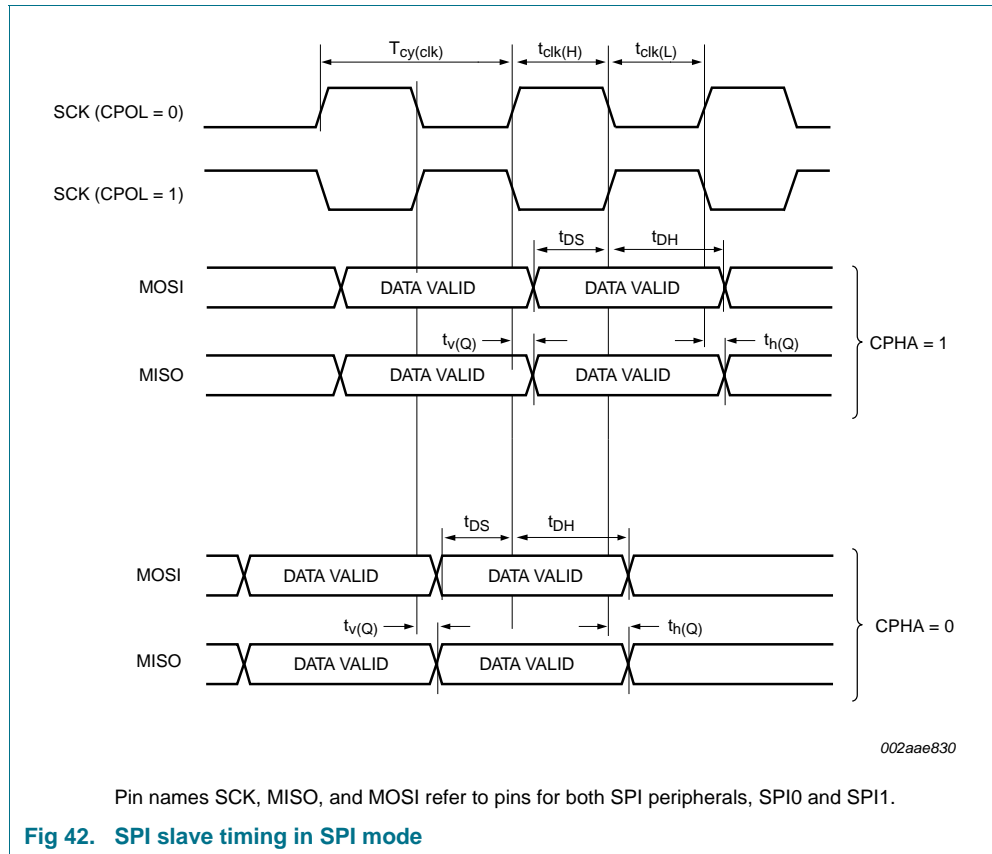 Tcy(clk) tclk(H) tclk(L)
SCK (CPOL = 0)
SCK (CPOL = 1)
tDS tDH
MOSI DATA VALID DATA VALID
tv(Q) th(Q)
CPHA = 1
MISO DATA VALID DATA VALID
tDS tDH
MOSI DATA VALID DATA VALID
tv(Q) th(Q)
CPHA = 0
MISO DATA VALID DATA VALID
002aae830
Pin names SCK, MISO, and MOSI refer to pins for both SPI peripherals, SPI0 and SPI1.
Fig 42. SPI slave timing in SPI mode